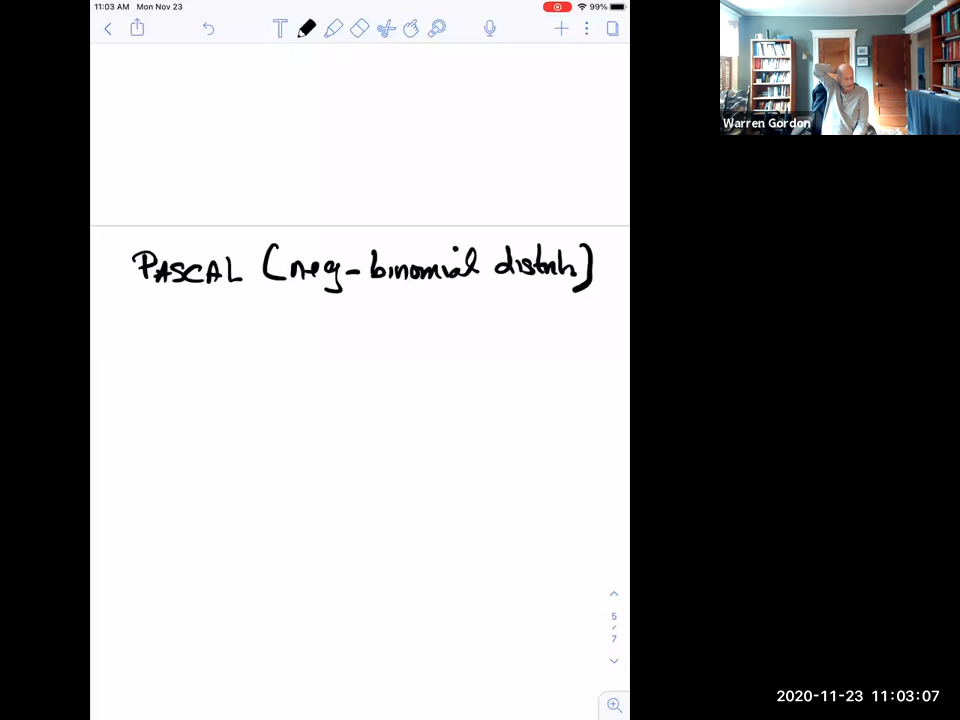 11:03 AM Mon Nov 23
99%
T
Warren Gordon
PASCAL (neg-binomial distrib)
5
7
2020-11-23 11:03:07